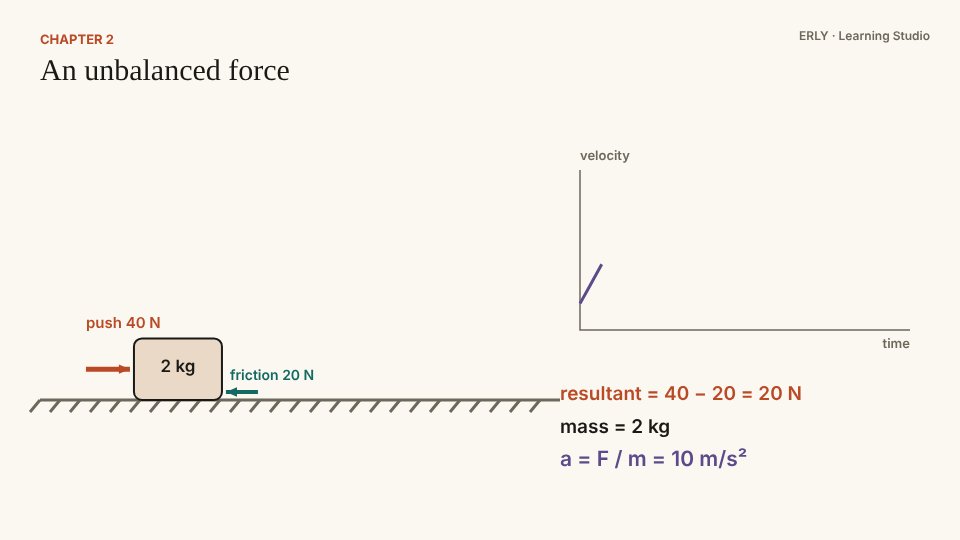 CHAPTER 2
ERLY · Learning Studio
An unbalanced force
velocity
push 40 N
time
2 kg
friction 20 N
resultant = 40 − 20 = 20 N
mass = 2 kg
a = F / m = 10 m/s²